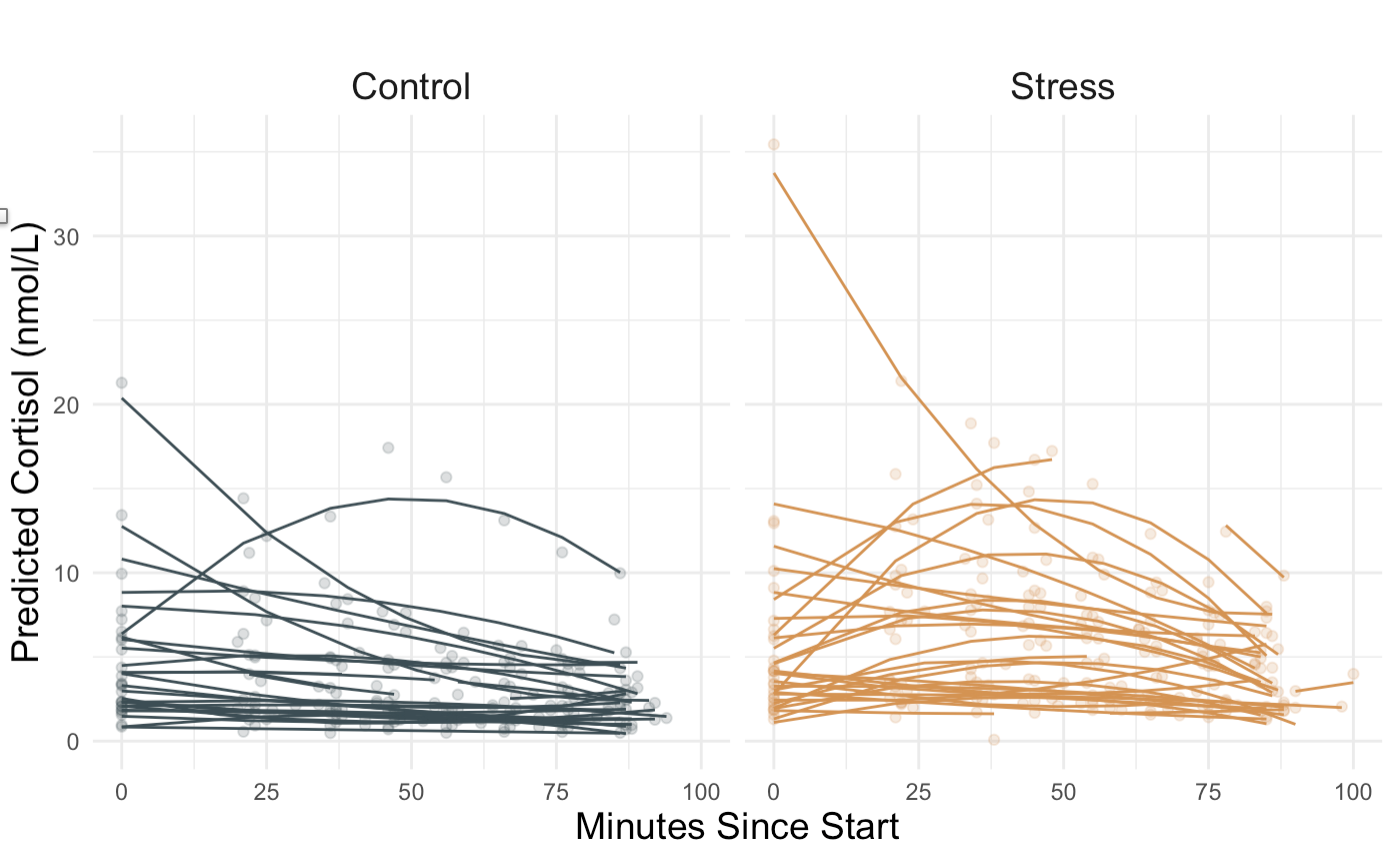 Control Stress
Predicted Cortisol (nmol/L)
30
20
10
0
0 25 50 75 100 0 25 50 75 100
Minutes Since Start